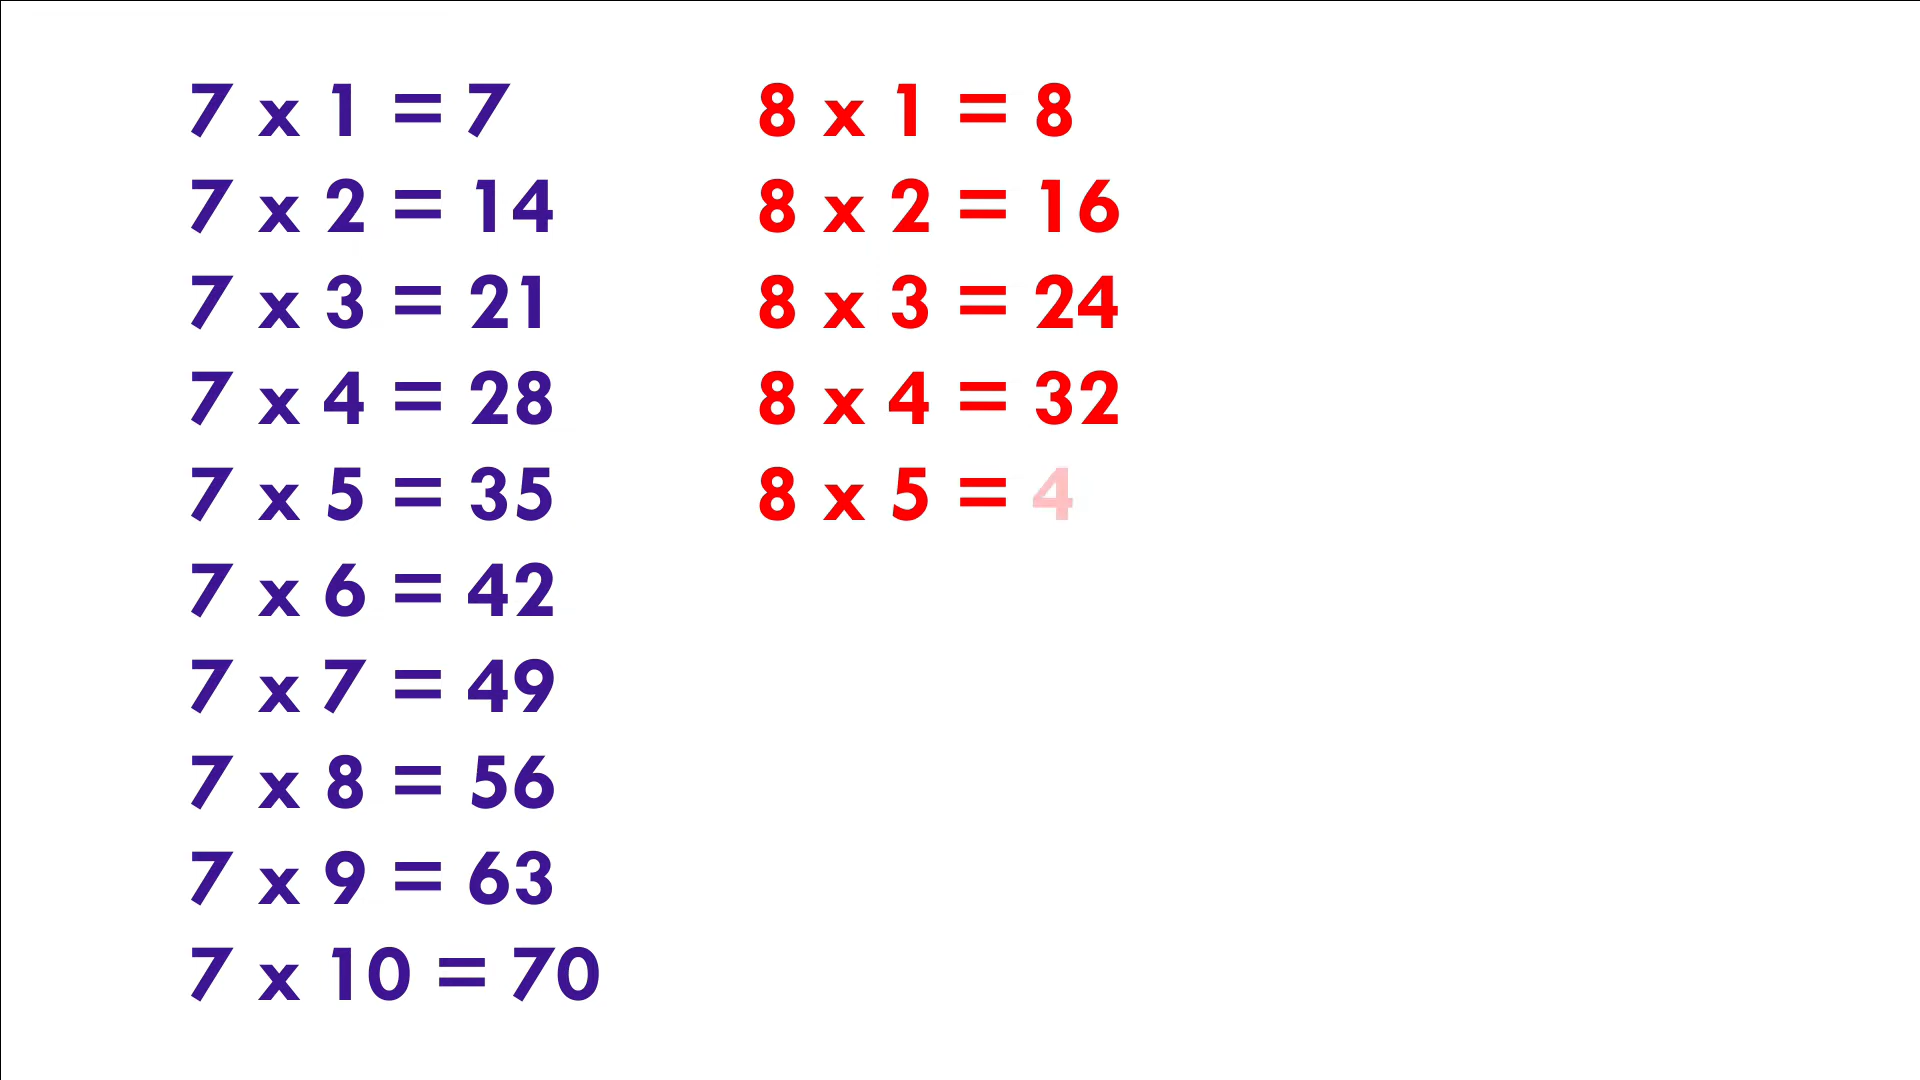 7 x 1 = 7
7 x 2 = 14
7 x 3 = 21
7 x 4 = 28
7 x 5 = 35
7 x 6 = 42
7 x 7 = 49
7 x 8 = 56
7 x 9 = 63
7 x 10 = 70
8 x 1 = 8
8 x 2 = 16
8 x 3 = 24
8 x 4 = 32
8 x 5 = 4